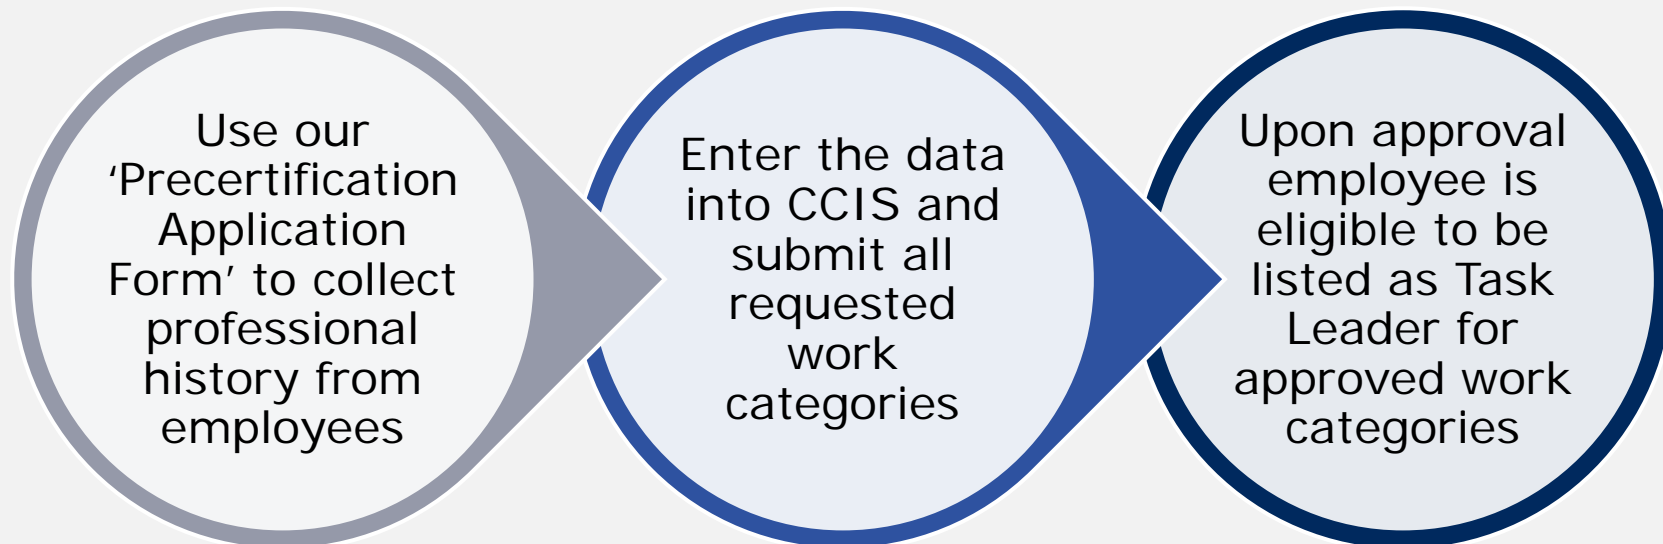 Use our
‘Precertification
Application
Form’ to collect
professional
history from
employees
Enter the data
into CCIS and
submit all
requested
work
categories
Upon approval
employee is
eligible to be
listed as Task
Leader for
approved work
categories